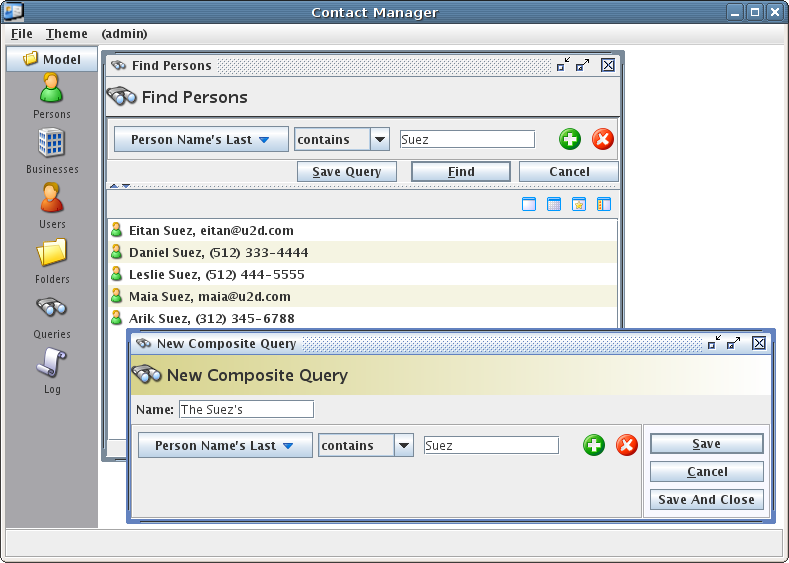 Contact Manager
File Theme (admin)
Model
Persons
Businesses
Users
Folders
Queries
Log
Find Persons
Find Persons
Person Name's Last contains Suez
Save Query Find Cancel
Eitan Suez, eitan@u2d.com
Daniel Suez, (512) 333-4444
Leslie Suez, (512) 444-5555
Maia Suez, maia@u2d.com
Arik Suez, (312) 345-6788
New Composite Query
New Composite Query
Name: The Suez's
Person Name's Last contains Suez
Save
Cancel
Save And Close